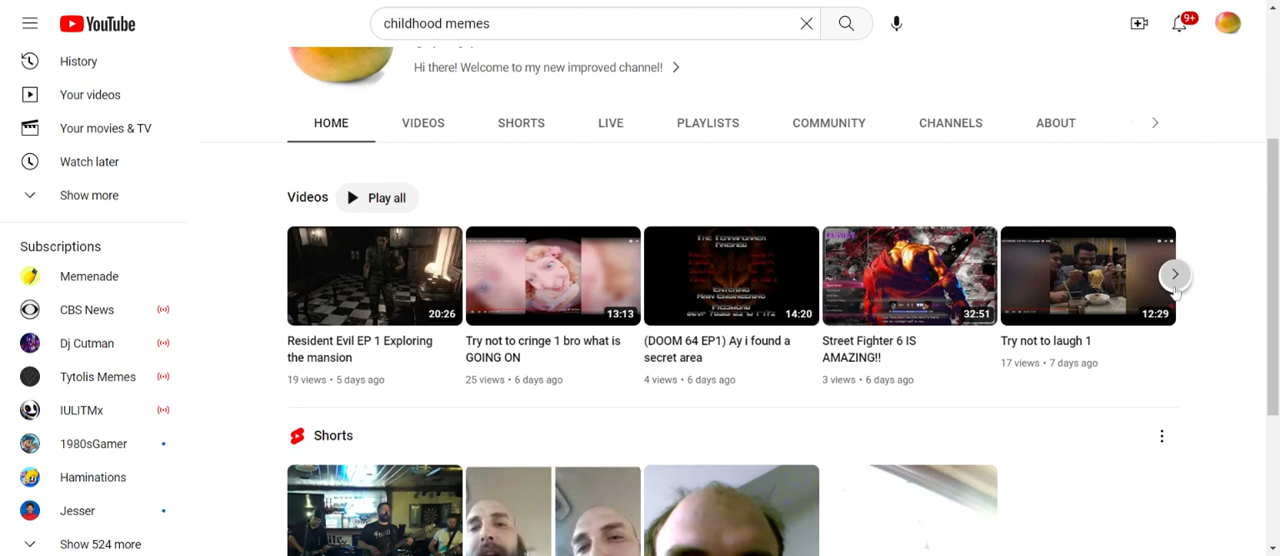 YouTube
childhood memes
9+
History
Your videos
Your movies & TV
Watch later
Show more
Subscriptions
Memenade
CBS News
Dj Cutman
Tytolis Memes
IULITMx
1980sGamer
Haminations
Jesser
Show 524 more
Hi there! Welcome to my new improved channel!
HOME
VIDEOS
SHORTS
LIVE
PLAYLISTS
COMMUNITY
CHANNELS
ABOUT
Videos
Play all
20:26
Resident Evil EP 1 Exploring
the mansion
19 views • 5 days ago
13:13
Try not to cringe 1 bro what is
GOING ON
25 views • 6 days ago
Entering
Main Engineering
Password
14:20
(DOOM 64 EP1) Ay i found a
secret area
4 views • 6 days ago
32:51
Street Fighter 6 IS
AMAZING!!
3 views • 6 days ago
12:29
Try not to laugh 1
17 views • 7 days ago
Shorts